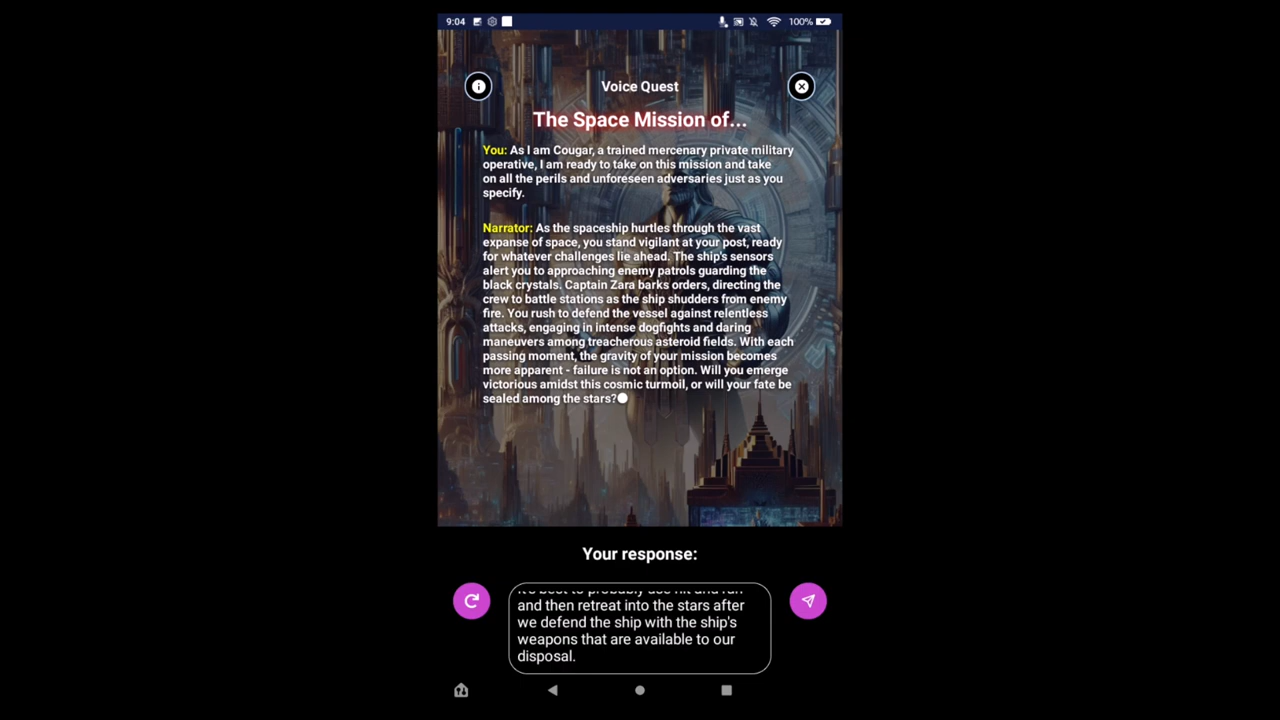 9:04
100%
Voice Quest
The Space Mission of...
You: As I am Cougar, a trained mercenary private military
operative, I am ready to take on this mission and take
on all the perils and unforeseen adversaries just as you
specify.
Narrator: As the spaceship hurtles through the vast
expanse of space, you stand vigilant at your post, ready
for whatever challenges lie ahead. The ship's sensors
alert you to approaching enemy patrols guarding the
black crystals. Captain Zara barks orders, directing the
crew to battle stations as the ship shudders from enemy
fire. You rush to defend the vessel against relentless
attacks, engaging in intense dogfights and daring
maneuvers among treacherous asteroid fields. With each
passing moment, the gravity of your mission becomes
more apparent - failure is not an option. Will you emerge
victorious amidst this cosmic turmoil, or will your fate be
sealed among the stars?
Your response:
It's best to probably use hit and run
and then retreat into the stars after
we defend the ship with the ship's
weapons that are available to our
disposal.